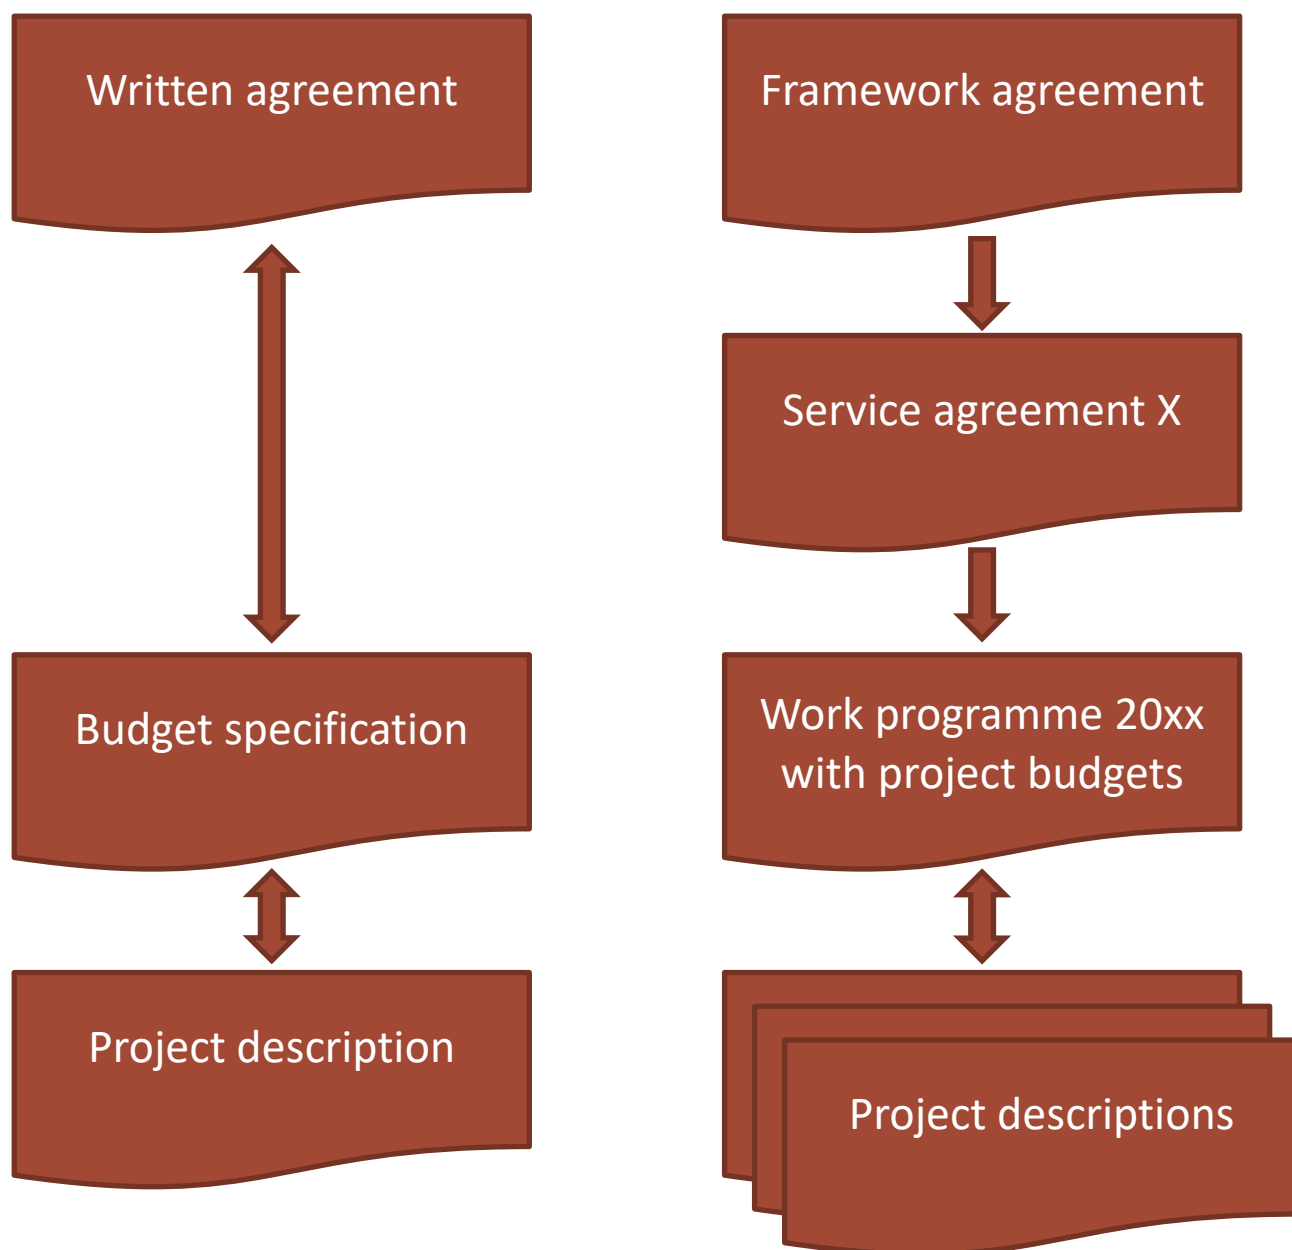 Written agreement
Framework agreement
Service agreement X
Budget specification
Work programme 20xx
with project budgets
Project description
Project descriptions